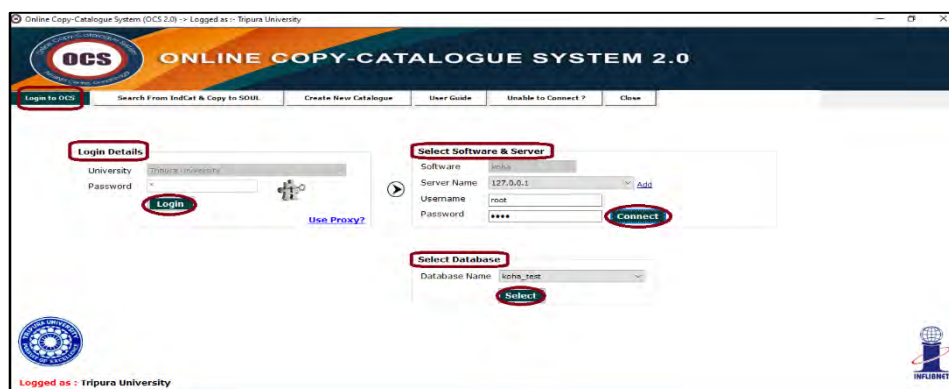 Online Copy-Catalogue System (OCS 2.0) -> Logged as :- Tripura University
OCS
ONLINE COPY-CATALOGUE SYSTEM 2.0
Login to OCS
Search From IndCat & Copy to SOUL
Create New Catalogue
User Guide
Unable to Connect ?
Close
Login Details
University Tripura University
Password *
Login
Use Proxy?
Select Software & Server
Software koha
Server Name 127.0.0.1 Add
Username root
Password ••••
Connect
Select Database
Database Name koha_test
Select
TRIPURA UNIVERSITY
INFLIBNET
Logged as : Tripura University